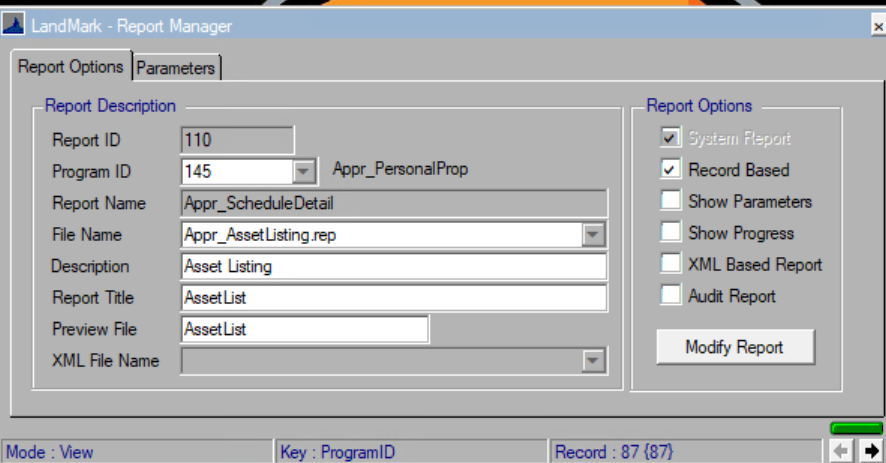 LandMark - Report Manager
Report Options Parameters
Report Description
Report ID 110
Program ID 145 Appr_PersonalProp
Report Name Appr_ScheduleDetail
File Name Appr_AssetListing.rep
Description Asset Listing
Report Title AssetList
Preview File AssetList
XML File Name
Report Options
System Report
Record Based
Show Parameters
Show Progress
XML Based Report
Audit Report
Modify Report
Mode : View Key : ProgramID Record : 87 {87}